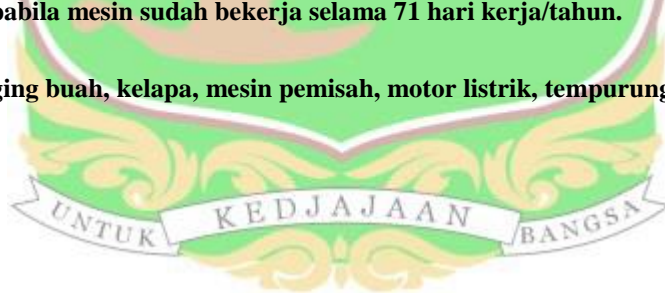 pabila mesin sudah bekerja selama 71 hari kerja/tahun.
ging buah, kelapa, mesin pemisah, motor listrik, tempurung
UNTUK KEDJAJAAN BANGSA